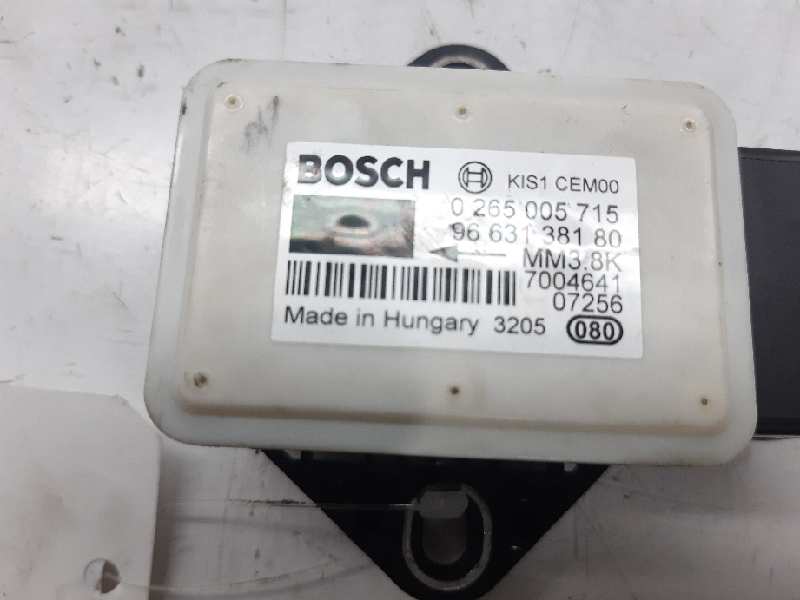 BOSCH KIS1 CEM00
0 265 005 715
96 631 381 80
MM3.8K
7004641
07256
Made in Hungary 3205 080